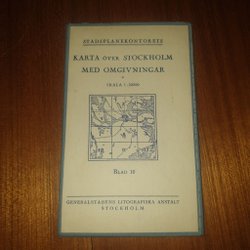 STADSPLANEKONTORETS
KARTA ÖVER STOCKHOLM
MED OMGIVNINGAR
BLAD 10
GENERALSTABENS LITOGRAFISKA ANSTALT
STOCKHOLM